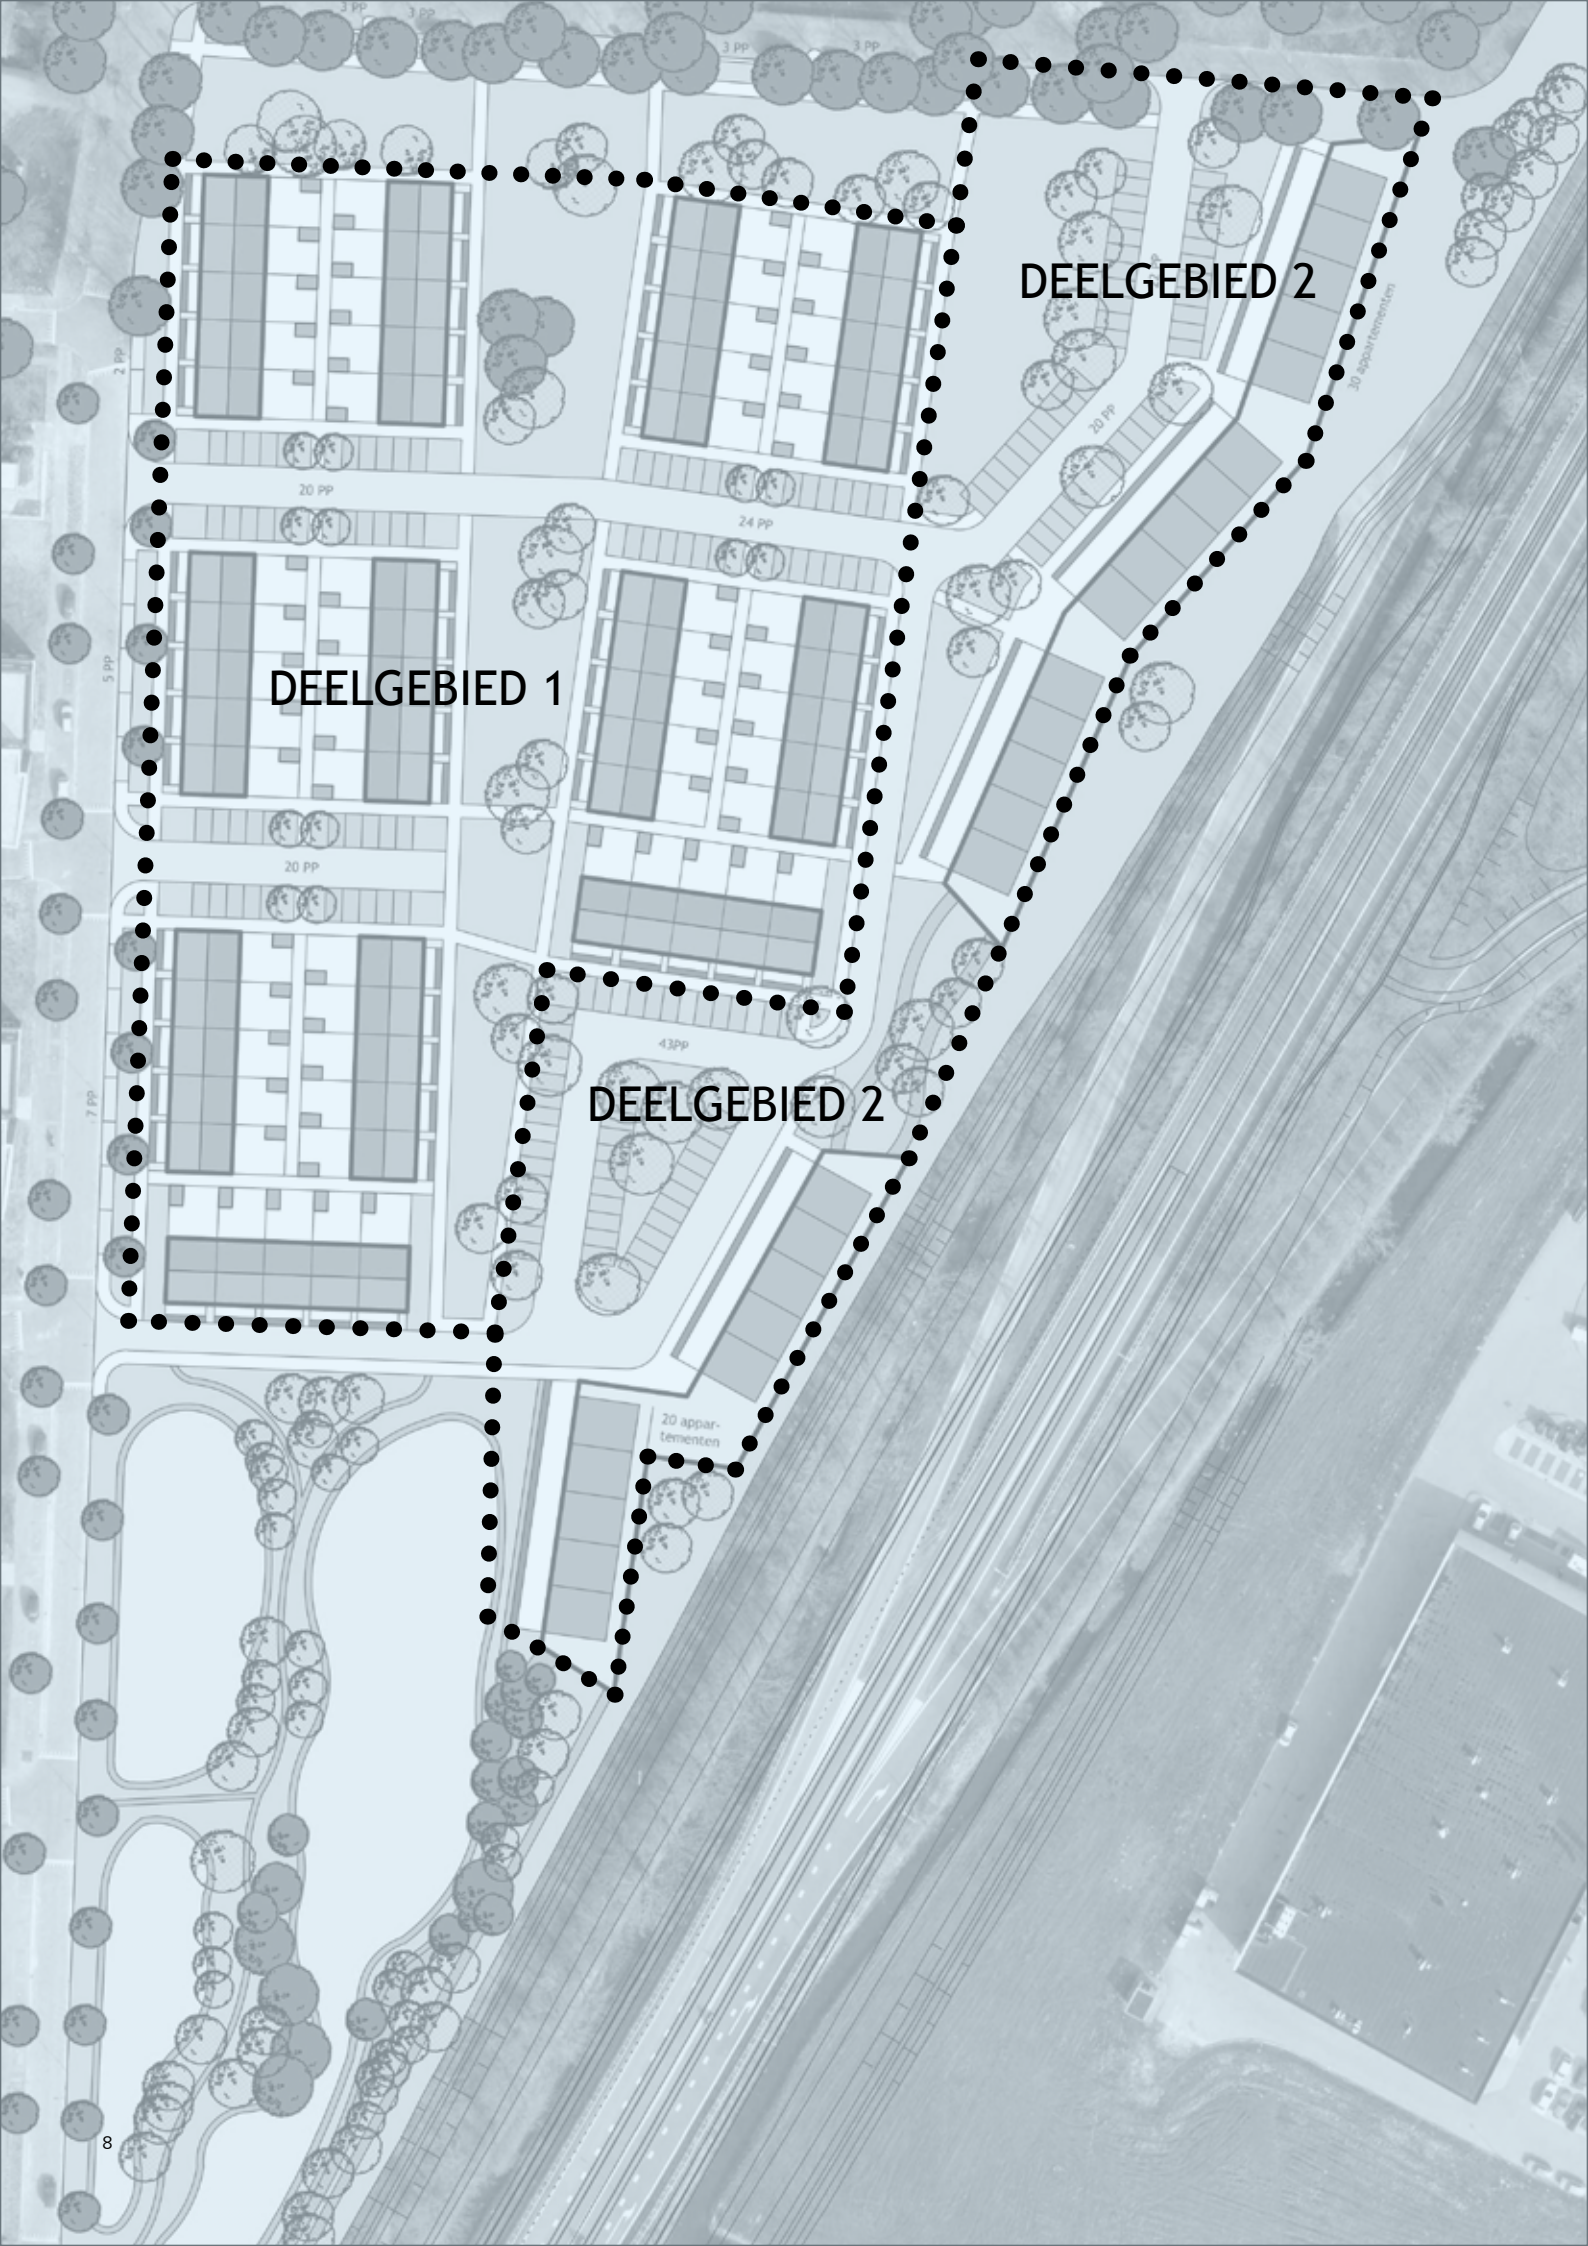 3 PP
3 PP
3 PP
3 PP
DEELGEBIED 2
30 appartementen
2 PP
20 PP
20 PP
24 PP
5 PP
DEELGEBIED 1
20 PP
43PP
7 PP
DEELGEBIED 2
20 appar-
tementen
8